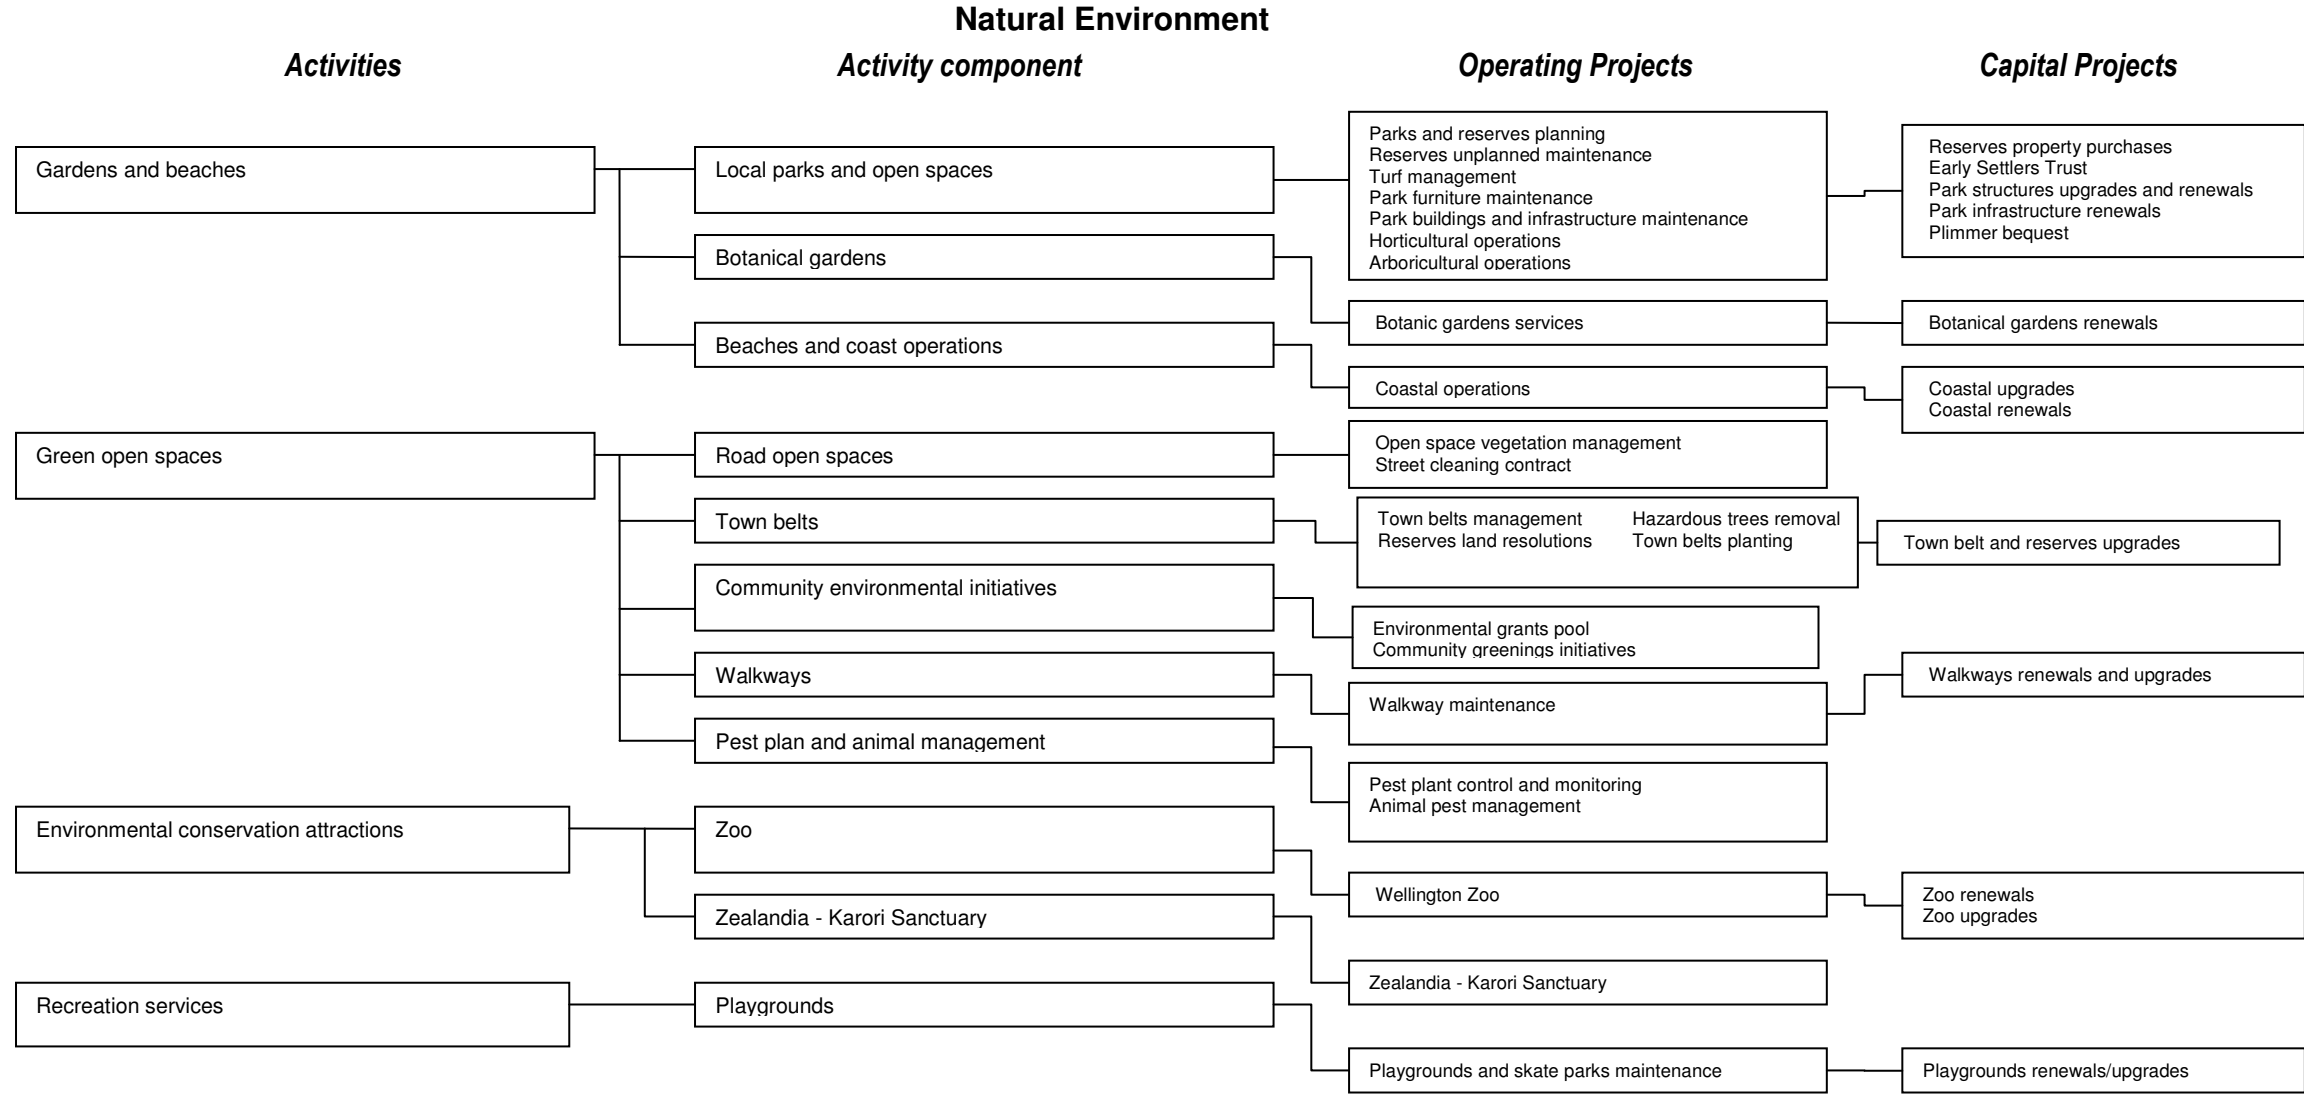 Natural Environment
Activities
Activity component
Operating Projects
Capital Projects
Gardens and beaches
Local parks and open spaces
Parks and reserves planning
Reserves unplanned maintenance
Turf management
Park furniture maintenance
Park buildings and infrastructure maintenance
Horticultural operations
Arboricultural operations
Reserves property purchases
Early Settlers Trust
Park structures upgrades and renewals
Park infrastructure renewals
Plimmer bequest
Botanical gardens
Botanic gardens services
Botanical gardens renewals
Beaches and coast operations
Coastal operations
Coastal upgrades
Coastal renewals
Green open spaces
Road open spaces
Open space vegetation management
Street cleaning contract
Town belts
Town belts management Hazardous trees removal
Reserves land resolutions Town belts planting
Town belt and reserves upgrades
Community environmental initiatives
Environmental grants pool
Community greenings initiatives
Walkways
Walkway maintenance
Walkways renewals and upgrades
Pest plan and animal management
Pest plant control and monitoring
Animal pest management
Environmental conservation attractions
Zoo
Wellington Zoo
Zoo renewals
Zoo upgrades
Zealandia - Karori Sanctuary
Zealandia - Karori Sanctuary
Recreation services
Playgrounds
Playgrounds and skate parks maintenance
Playgrounds renewals/upgrades